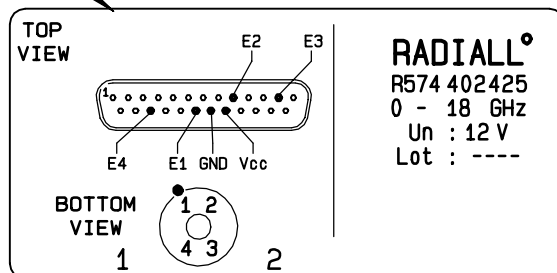 TOP
VIEW
E2
E3
1
E4
E1
GND
Vcc
BOTTOM
VIEW
1 2
4 3
1
2
RADIALL°
R574 402425
0 - 18 GHz
Un : 12 V
Lot : ----